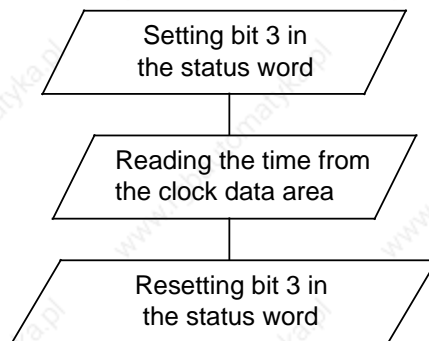 Setting bit 3 in
the status word
Reading the time from
the clock data area
Resetting bit 3 in
the status word